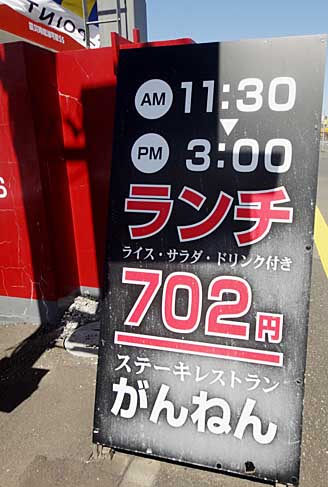 POINT
AM 11:30
▼
PM 3:00
ランチ
ライス・サラダ・ドリンク付き
702円
ステーキレストラン
がんねん
S